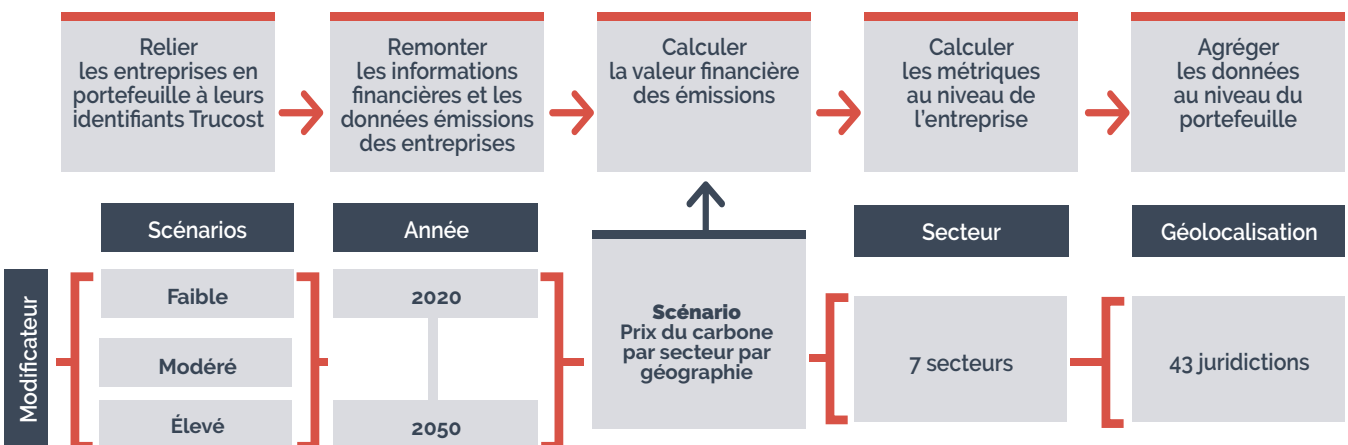 Relier
les entreprises en
portefeuille à leurs
identifiants Trucost
Remonter
les informations
financières et les
données émissions
des entreprises
Calculer
la valeur financière
des émissions
Calculer
les métriques
au niveau de
l'entreprise
Agréger
les données
au niveau du
portefeuille
Modificateur
Scénarios
Faible
Modéré
Élevé
Année
2020
2050
Scénario
Prix du carbone
par secteur par
géographie
Secteur
7 secteurs
Géolocalisation
43 juridictions